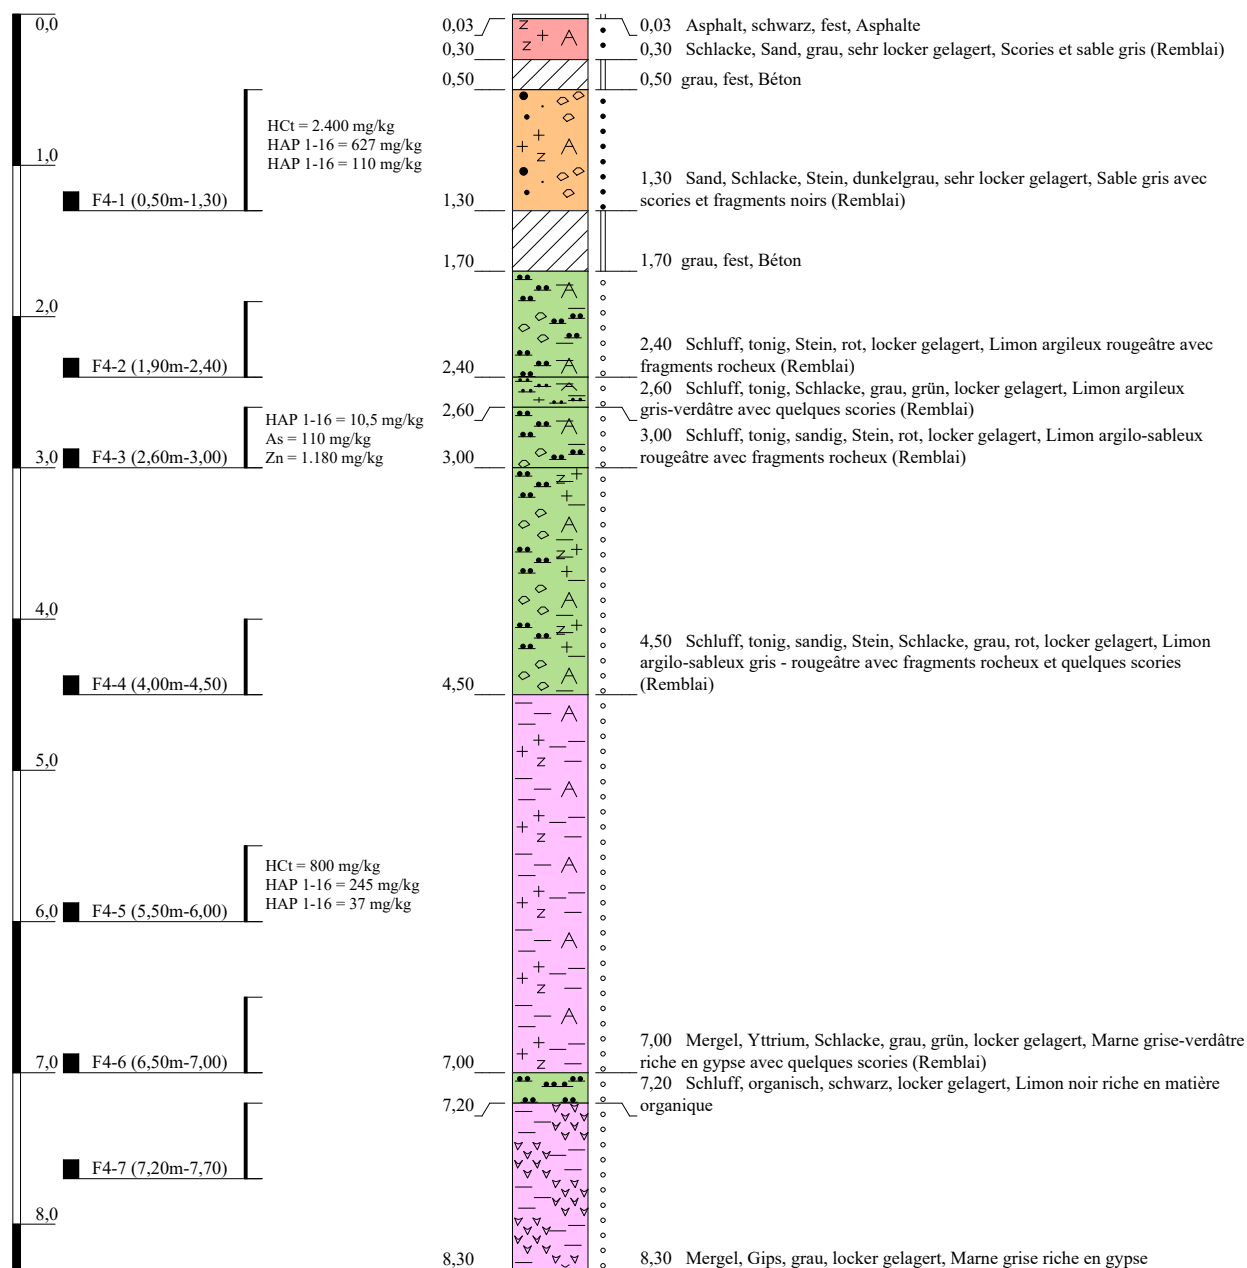 0,0
0,03
0,03 Asphalt, schwarz, fest, Asphalte
0,30
0,30 Schlacke, Sand, grau, sehr locker gelagert, Scories et sable gris (Remblai)
0,50
0,50 grau, fest, Béton
HCt = 2.400 mg/kg
HAP 1-16 = 627 mg/kg
HAP 1-16 = 110 mg/kg
1,0
F4-1 (0,50m-1,30)
1,30
1,30 Sand, Schlacke, Stein, dunkelgrau, sehr locker gelagert, Sable gris avec
scories et fragments noirs (Remblai)
1,70
1,70 grau, fest, Béton
2,0
F4-2 (1,90m-2,40)
2,40
2,40 Schluff, tonig, Stein, rot, locker gelagert, Limon argileux rougeâtre avec
fragments rocheux (Remblai)
2,60
2,60 Schluff, tonig, Schlacke, grau, grün, locker gelagert, Limon argileux
gris-verdâtre avec quelques scories (Remblai)
HAP 1-16 = 10,5 mg/kg
As = 110 mg/kg
Zn = 1.180 mg/kg
3,0
F4-3 (2,60m-3,00)
3,00
3,00 Schluff, tonig, sandig, Stein, rot, locker gelagert, Limon argilo-sableux
rougeâtre avec fragments rocheux (Remblai)
4,0
F4-4 (4,00m-4,50)
4,50
4,50 Schluff, tonig, sandig, Stein, Schlacke, grau, rot, locker gelagert, Limon
argilo-sableux gris - rougeâtre avec fragments rocheux et quelques scories
(Remblai)
5,0
HCt = 800 mg/kg
HAP 1-16 = 245 mg/kg
HAP 1-16 = 37 mg/kg
6,0
F4-5 (5,50m-6,00)
7,0
F4-6 (6,50m-7,00)
7,00
7,00 Mergel, Yttrium, Schlacke, grau, grün, locker gelagert, Marne grise-verdâtre
riche en gypse avec quelques scories (Remblai)
7,20
7,20 Schluff, organisch, schwarz, locker gelagert, Limon noir riche en matière
organique
F4-7 (7,20m-7,70)
8,0
8,30
8,30 Mergel, Gips, grau, locker gelagert, Marne grise riche en gypse